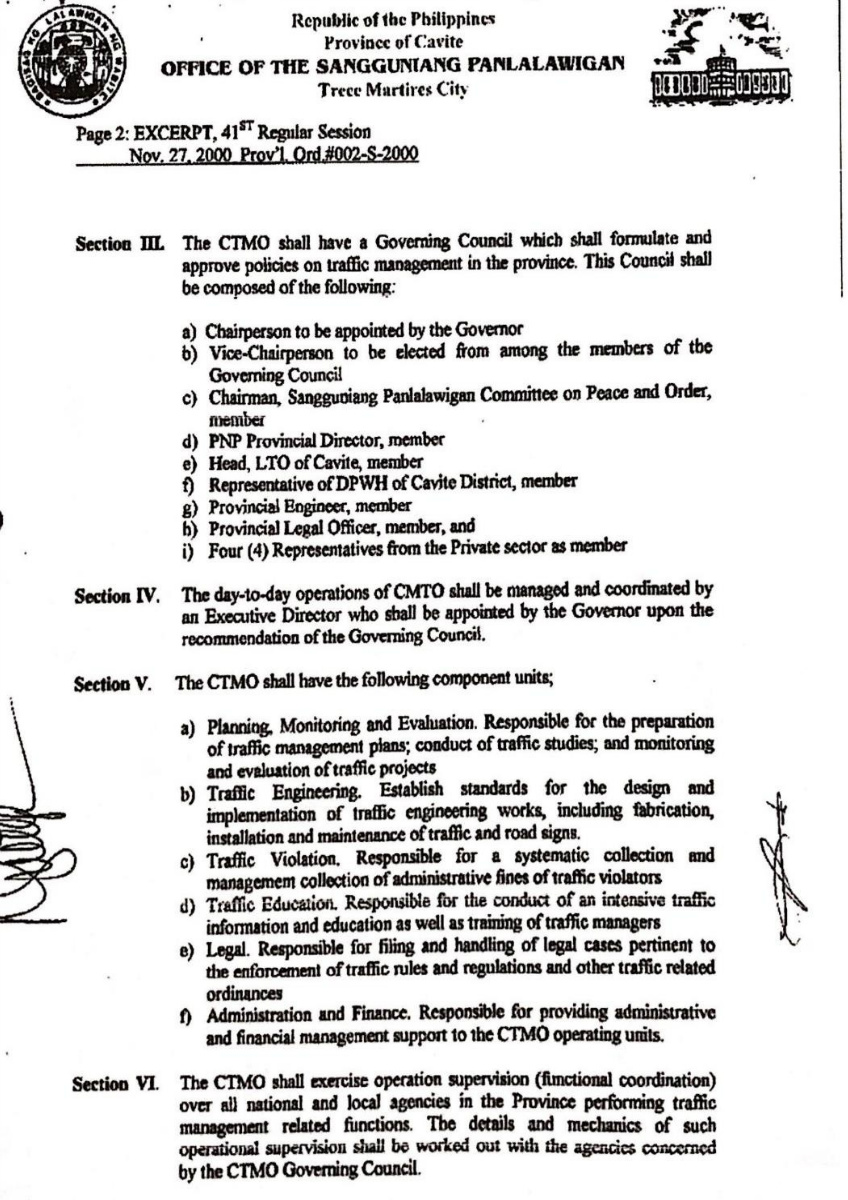 Republic of the Philippines
Province of Cavite
OFFICE OF THE SANGGUNIANG PANLALAWIGAN
Trece Martires City
Page 2: EXCERPT, 41ST Regular Session
Nov. 27, 2000 Prov'l. Ord.#002-S-2000
Section III. The CTMO shall have a Governing Council which shall formulate and
approve policies on traffic management in the province. This Council shall
be composed of the following:
a) Chairperson to be appointed by the Governor
b) Vice-Chairperson to be elected from among the members of the
Governing Council
c) Chairman, Sangguniang Panlalawigan Committee on Peace and Order,
member
d) PNP Provincial Director, member
e) Head, LTO of Cavite, member
f) Representative of DPWH of Cavite District, member
g) Provincial Engineer, member
h) Provincial Legal Officer, member, and
i) Four (4) Representatives from the Private sector as member
Section IV. The day-to-day operations of CMTO shall be managed and coordinated by
an Executive Director who shall be appointed by the Governor upon the
recommendation of the Governing Council.
Section V. The CTMO shall have the following component units;
a) Planning, Monitoring and Evaluation. Responsible for the preparation
of traffic management plans; conduct of traffic studies; and monitoring
and evaluation of traffic projects
b) Traffic Engineering. Establish standards for the design and
implementation of traffic engineering works, including fabrication,
installation and maintenance of traffic and road signs.
c) Traffic Violation. Responsible for a systematic collection and
management collection of administrative fines of traffic violators
d) Traffic Education. Responsible for the conduct of an intensive traffic
information and education as well as training of traffic managers
e) Legal. Responsible for filing and handling of legal cases pertinent to
the enforcement of traffic rules and regulations and other traffic related
ordinances
f) Administration and Finance. Responsible for providing administrative
and financial management support to the CTMO operating units.
Section VI. The CTMO shall exercise operation supervision (functional coordination)
over all national and local agencies in the Province performing traffic
management related functions. The details and mechanics of such
operational supervision shall be worked out with the agencies concerned
by the CTMO Governing Council.